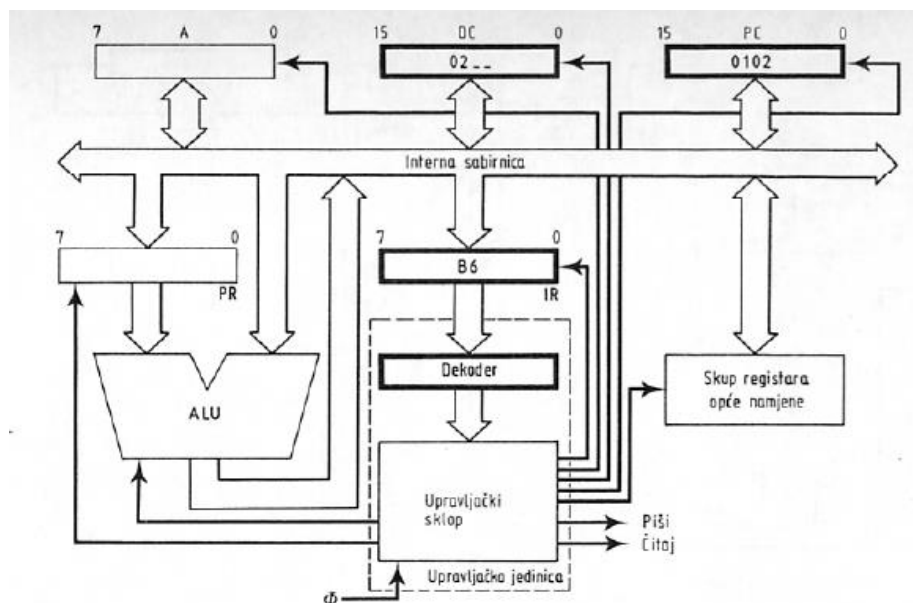 7 A 0
15 DC 0
15 PC 0
02__
0102
Interna sabirnica
7 0
7 0
B6
PR
IR
Dekoder
ALU
Skup registara
opće namjene
Upravljački
sklop
Piši
Čitaj
Upravljačka jedinica
Φ